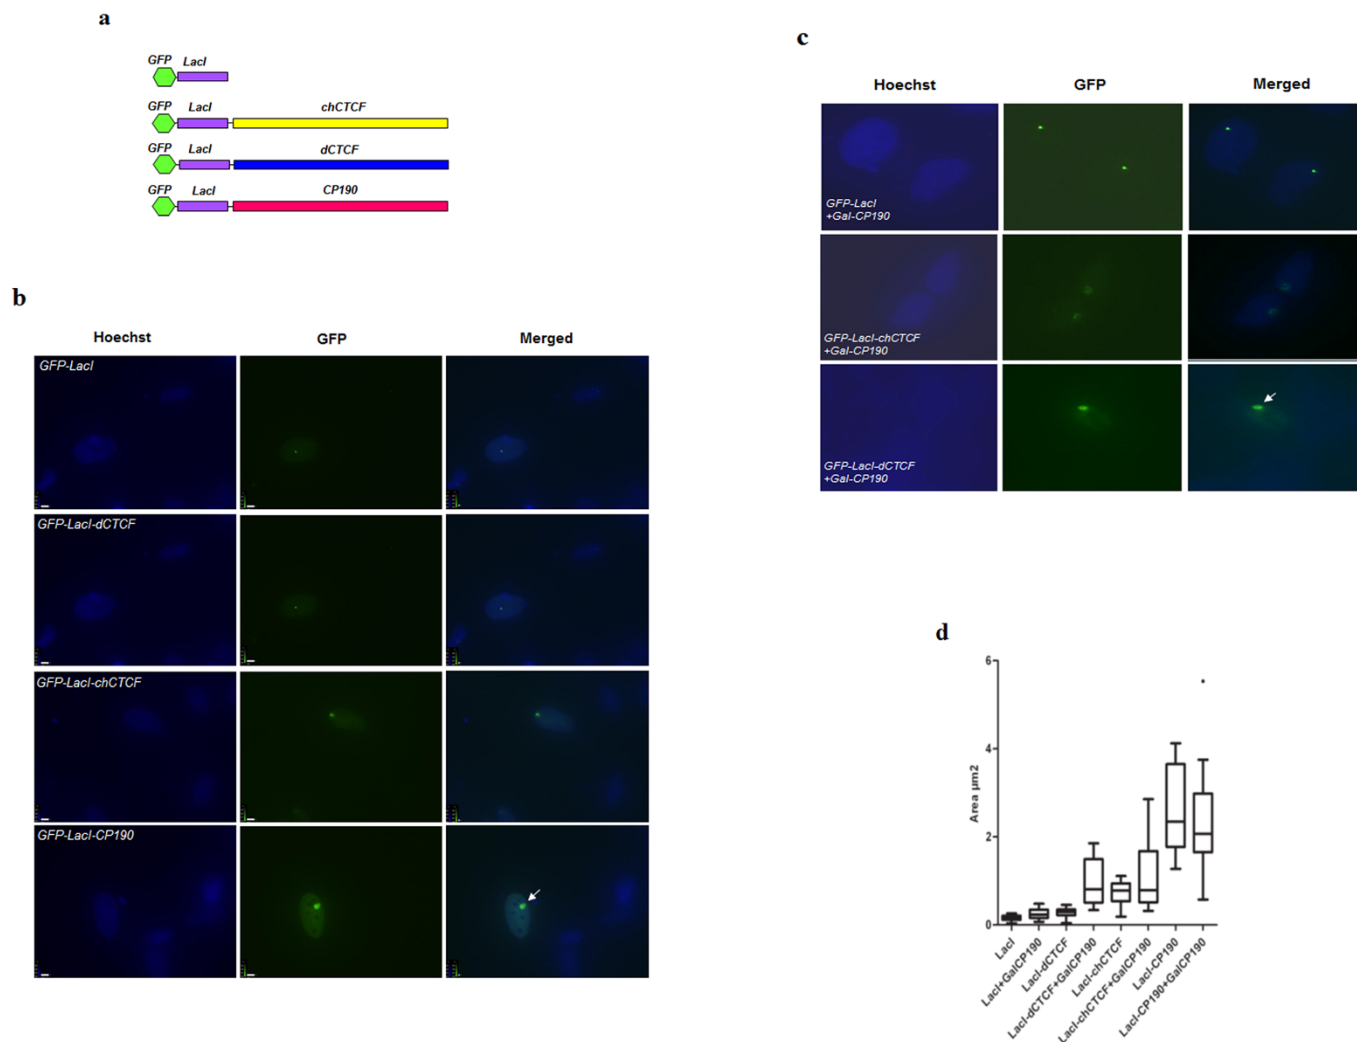 a
GFP LacI
GFP LacI chCTCF
GFP LacI dCTCF
GFP LacI CP190
b
Hoechst GFP Merged
GFP-LacI
GFP-LacI-dCTCF
GFP-LacI-chCTCF
GFP-LacI-CP190
c
Hoechst GFP Merged
GFP-LacI
+Gal-CP190
GFP-LacI-chCTCF
+Gal-CP190
GFP-LacI-dCTCF
+Gal-CP190
d
Area µm2
6
4
2
0
LacI
LacI+GalCP190
LacI-dCTCF
LacI-dCTCF+GalCP190
LacI-chCTCF
LacI-chCTCF+GalCP190
LacI-CP190
LacI-CP190+GalCP190